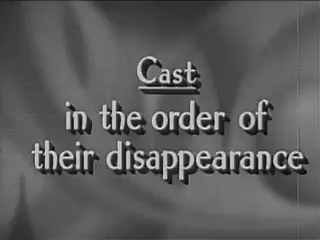 Cast
in the order of
their disappearance